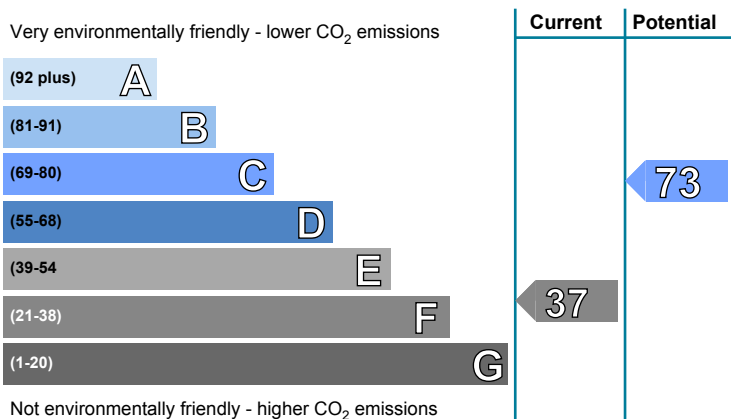 Very environmentally friendly - lower CO2 emissions
Current
Potential
(92 plus) A
(81-91) B
(69-80) C
73
(55-68) D
(39-54 E
37
(21-38) F
(1-20) G
Not environmentally friendly - higher CO2 emissions